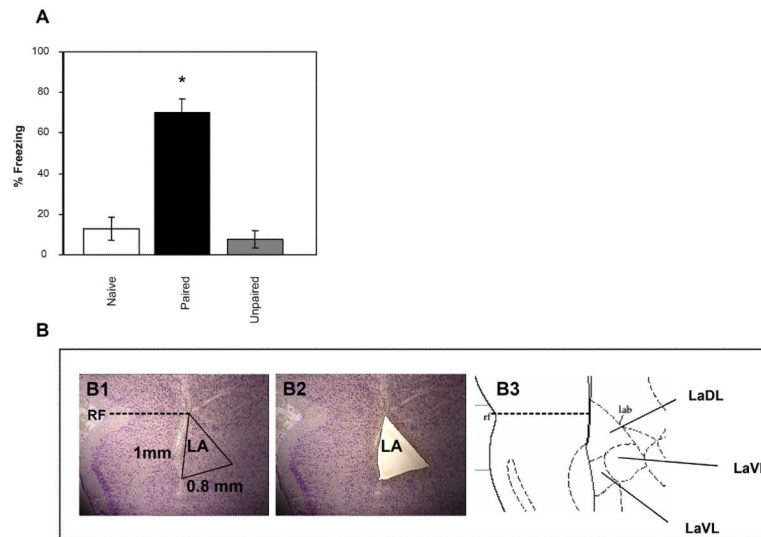 A
100
80
60
40
20
0
% Freezing
*
Naive
Paired
Unpaired
B
B1
RF
LA
1mm
0.8 mm
B2
LA
B3
rf
lab
LaDL
LaVL